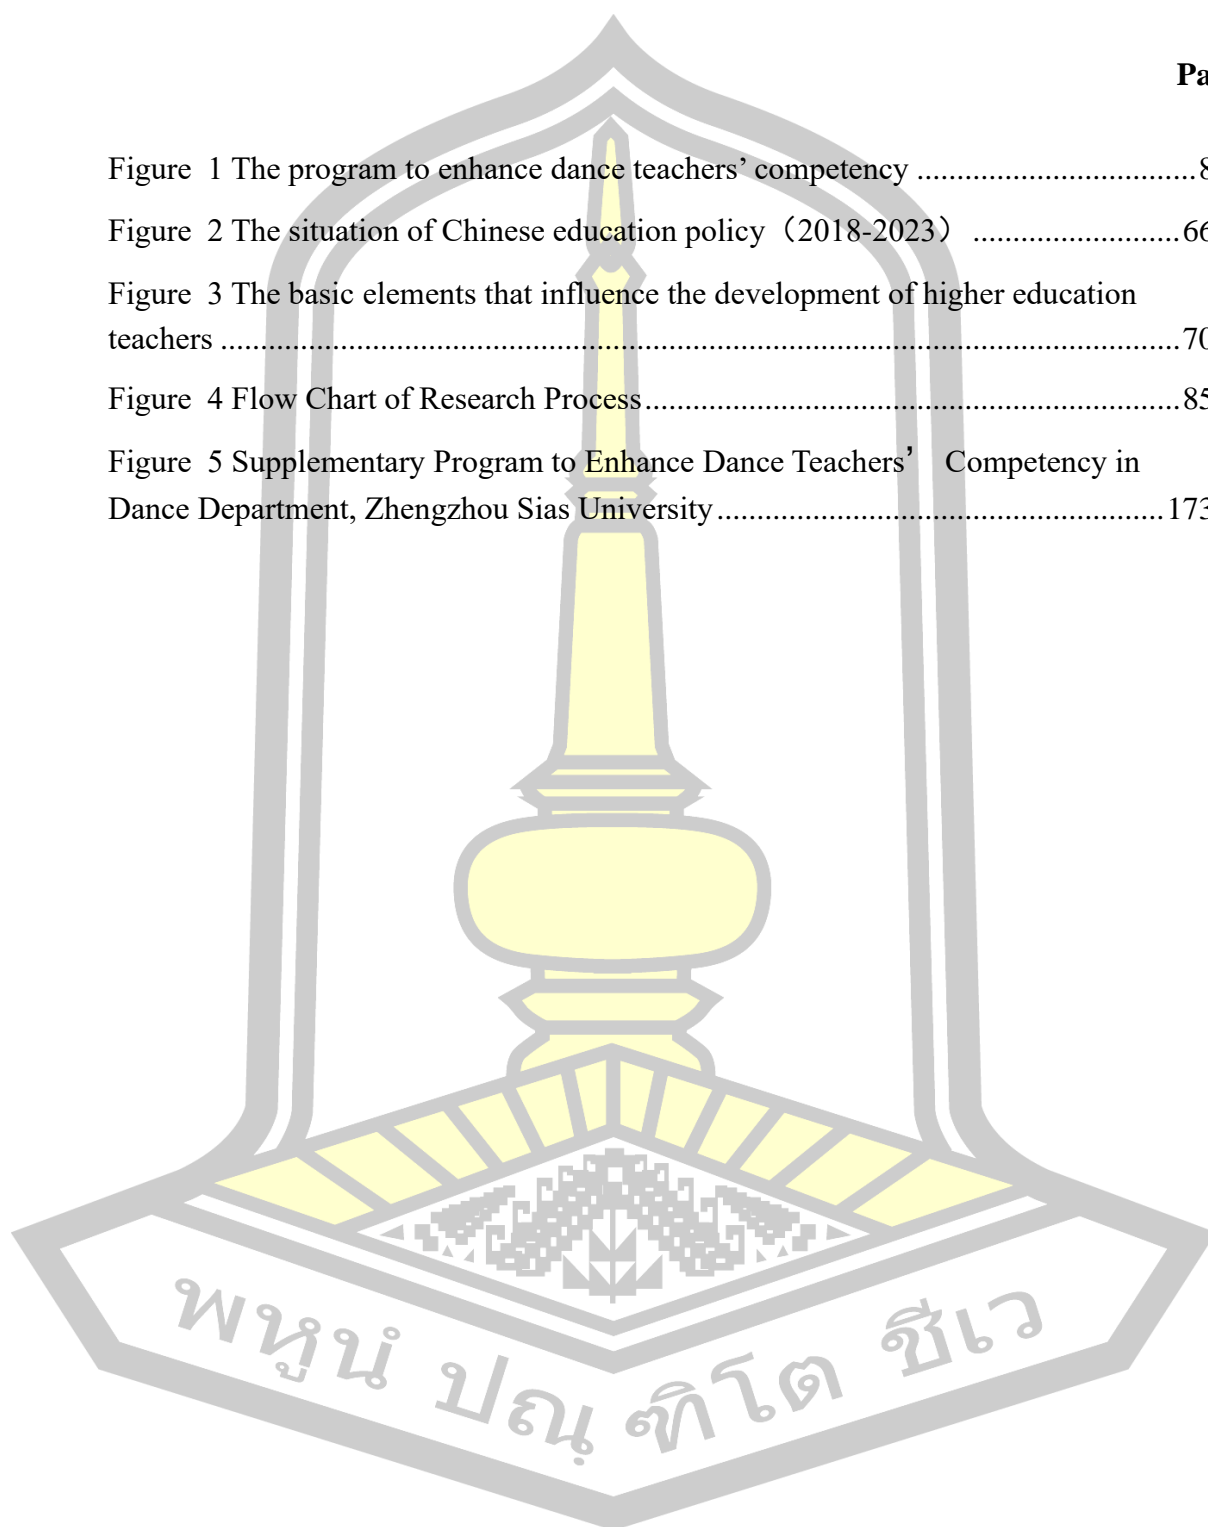 Pa
Figure 1 The program to enhance dance teachers’ competency ................................8
Figure 2 The situation of Chinese education policy（2018-2023） ........................66
Figure 3 The basic elements that influence the development of higher education
teachers ...............................................................................................................70
Figure 4 Flow Chart of Research Process..............................................................85
Figure 5 Supplementary Program to Enhance Dance Teachers’ Competency in
Dance Department, Zhengzhou Sias University....................................................173
พหูนํ ปณฺฑิโต ชีเว